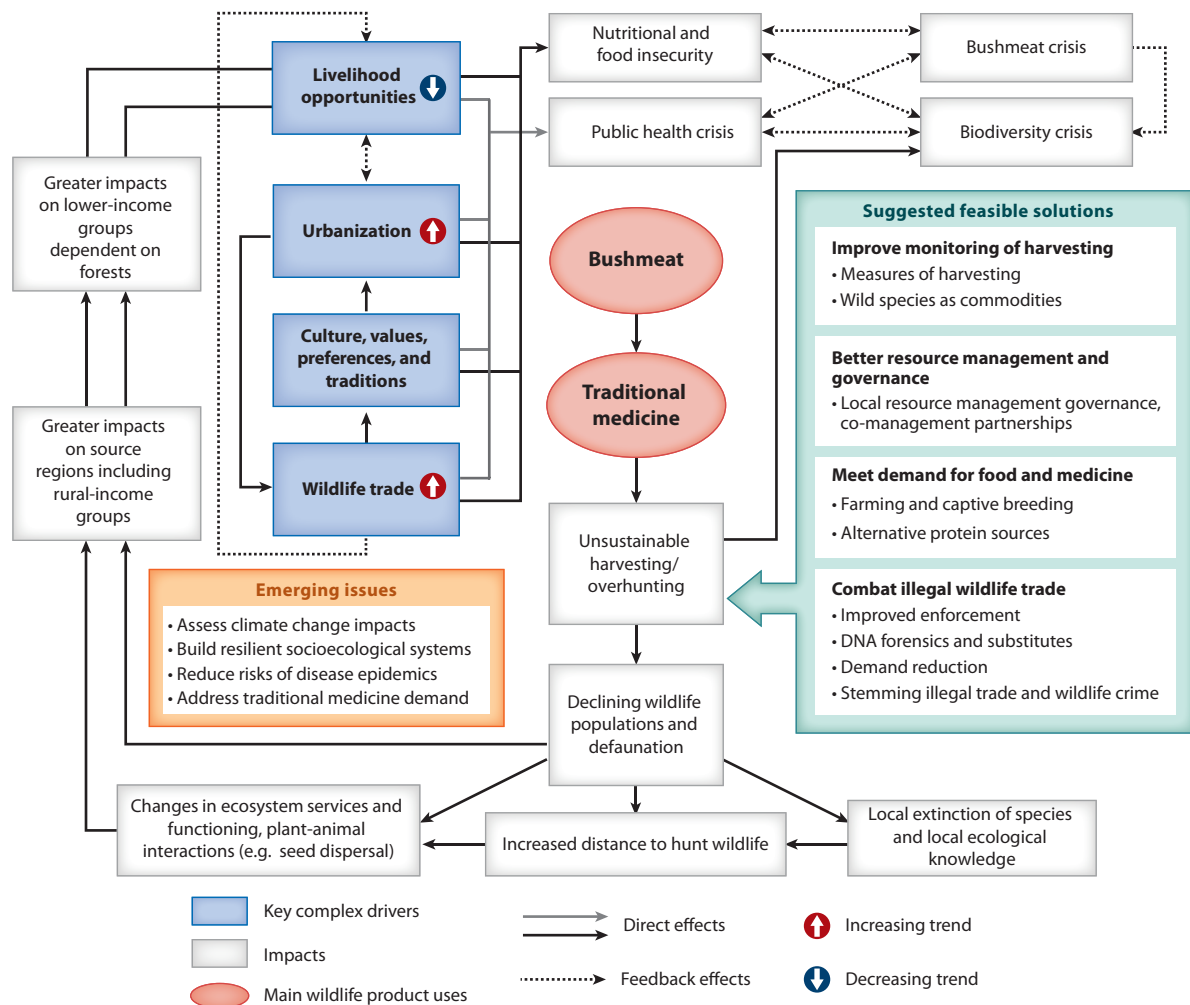 Livelihood
opportunities
Urbanization
Culture, values,
preferences, and
traditions
Wildlife trade
Nutritional and
food insecurity
Public health crisis
Bushmeat crisis
Biodiversity crisis
Greater impacts
on lower-income
groups
dependent on
forests
Greater impacts
on source
regions including
rural-income
groups
Bushmeat
Traditional
medicine
Unsustainable
harvesting/
overhunting
Declining wildlife
populations and
defaunation
Suggested feasible solutions
Improve monitoring of harvesting
• Measures of harvesting
• Wild species as commodities
Better resource management and
governance
• Local resource management governance,
co-management partnerships
Meet demand for food and medicine
• Farming and captive breeding
• Alternative protein sources
Combat illegal wildlife trade
• Improved enforcement
• DNA forensics and substitutes
• Demand reduction
• Stemming illegal trade and wildlife crime
Emerging issues
• Assess climate change impacts
• Build resilient socioecological systems
• Reduce risks of disease epidemics
• Address traditional medicine demand
Changes in ecosystem services and
functioning, plant-animal
interactions (e.g. seed dispersal)
Increased distance to hunt wildlife
Local extinction of species
and local ecological
knowledge
Key complex drivers
Impacts
Main wildlife product uses
Direct effects
Feedback effects
Increasing trend
Decreasing trend